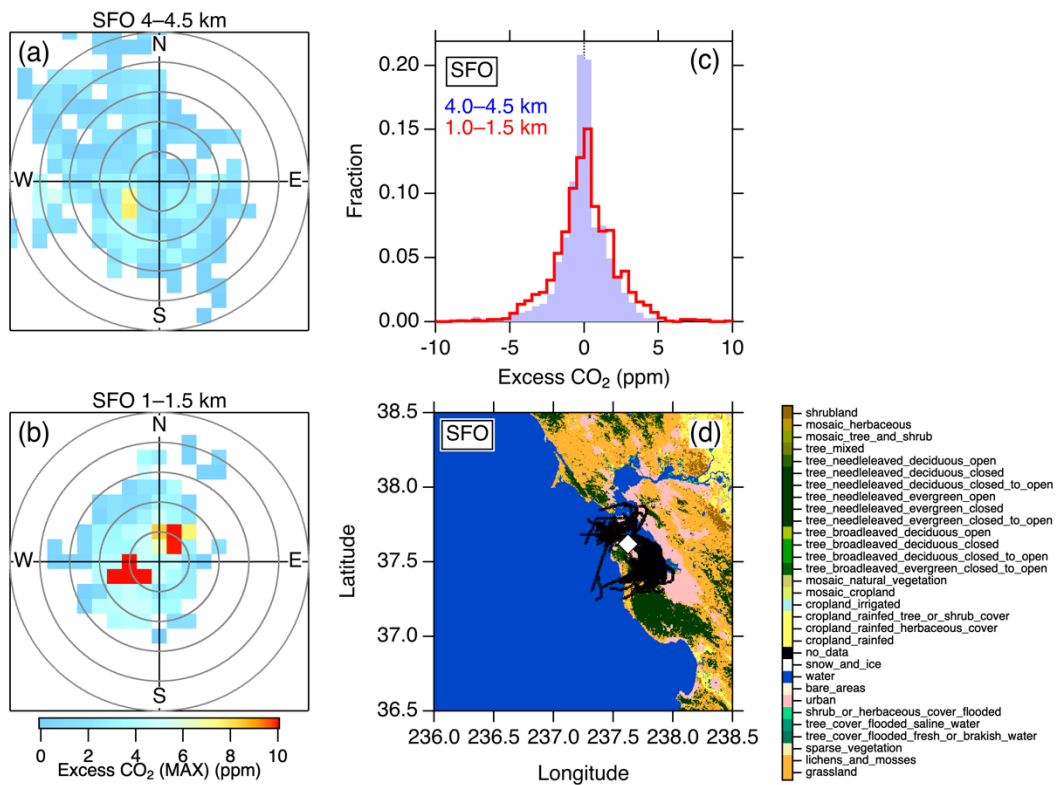 SFO 4–4.5 km
(a)
N
W
E
S
(c)
SFO
4.0–4.5 km
1.0–1.5 km
Fraction
0.20
0.15
0.10
0.05
0.00
-10
-5
0
5
10
Excess CO₂ (ppm)
SFO 1–1.5 km
(b)
N
W
E
S
0
2
4
6
8
10
Excess CO₂ (MAX) (ppm)
(d)
SFO
Latitude
38.5
38.0
37.5
37.0
36.5
236.0
236.5
237.0
237.5
238.0
238.5
Longitude
shrubland
mosaic_herbaceous
mosaic_tree_and_shrub
tree_mixed
tree_needleleaved_deciduous_open
tree_needleleaved_deciduous_closed
tree_needleleaved_deciduous_closed_to_open
tree_needleleaved_evergreen_open
tree_needleleaved_evergreen_closed
tree_needleleaved_evergreen_closed_to_open
tree_broadleaved_deciduous_open
tree_broadleaved_deciduous_closed
tree_broadleaved_deciduous_closed_to_open
tree_broadleaved_evergreen_closed_to_open
mosaic_natural_vegetation
mosaic_cropland
cropland_irrigated
cropland_rainfed_tree_or_shrub_cover
cropland_rainfed_herbaceous_cover
cropland_rainfed
no_data
snow_and_ice
water
bare_areas
urban
shrub_or_herbaceous_cover_flooded
tree_cover_flooded_saline_water
tree_cover_flooded_fresh_or_brakish_water
sparse_vegetation
lichens_and_mosses
grassland